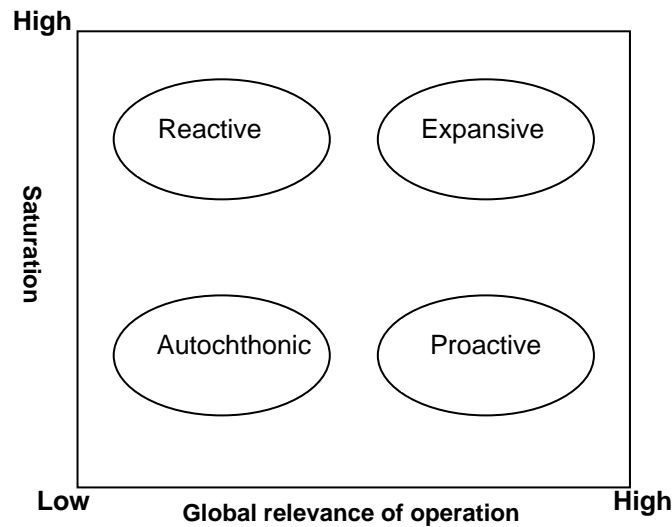 High
Reactive
Expansive
Saturation
Autochthonic
Proactive
Low
Global relevance of operation
High